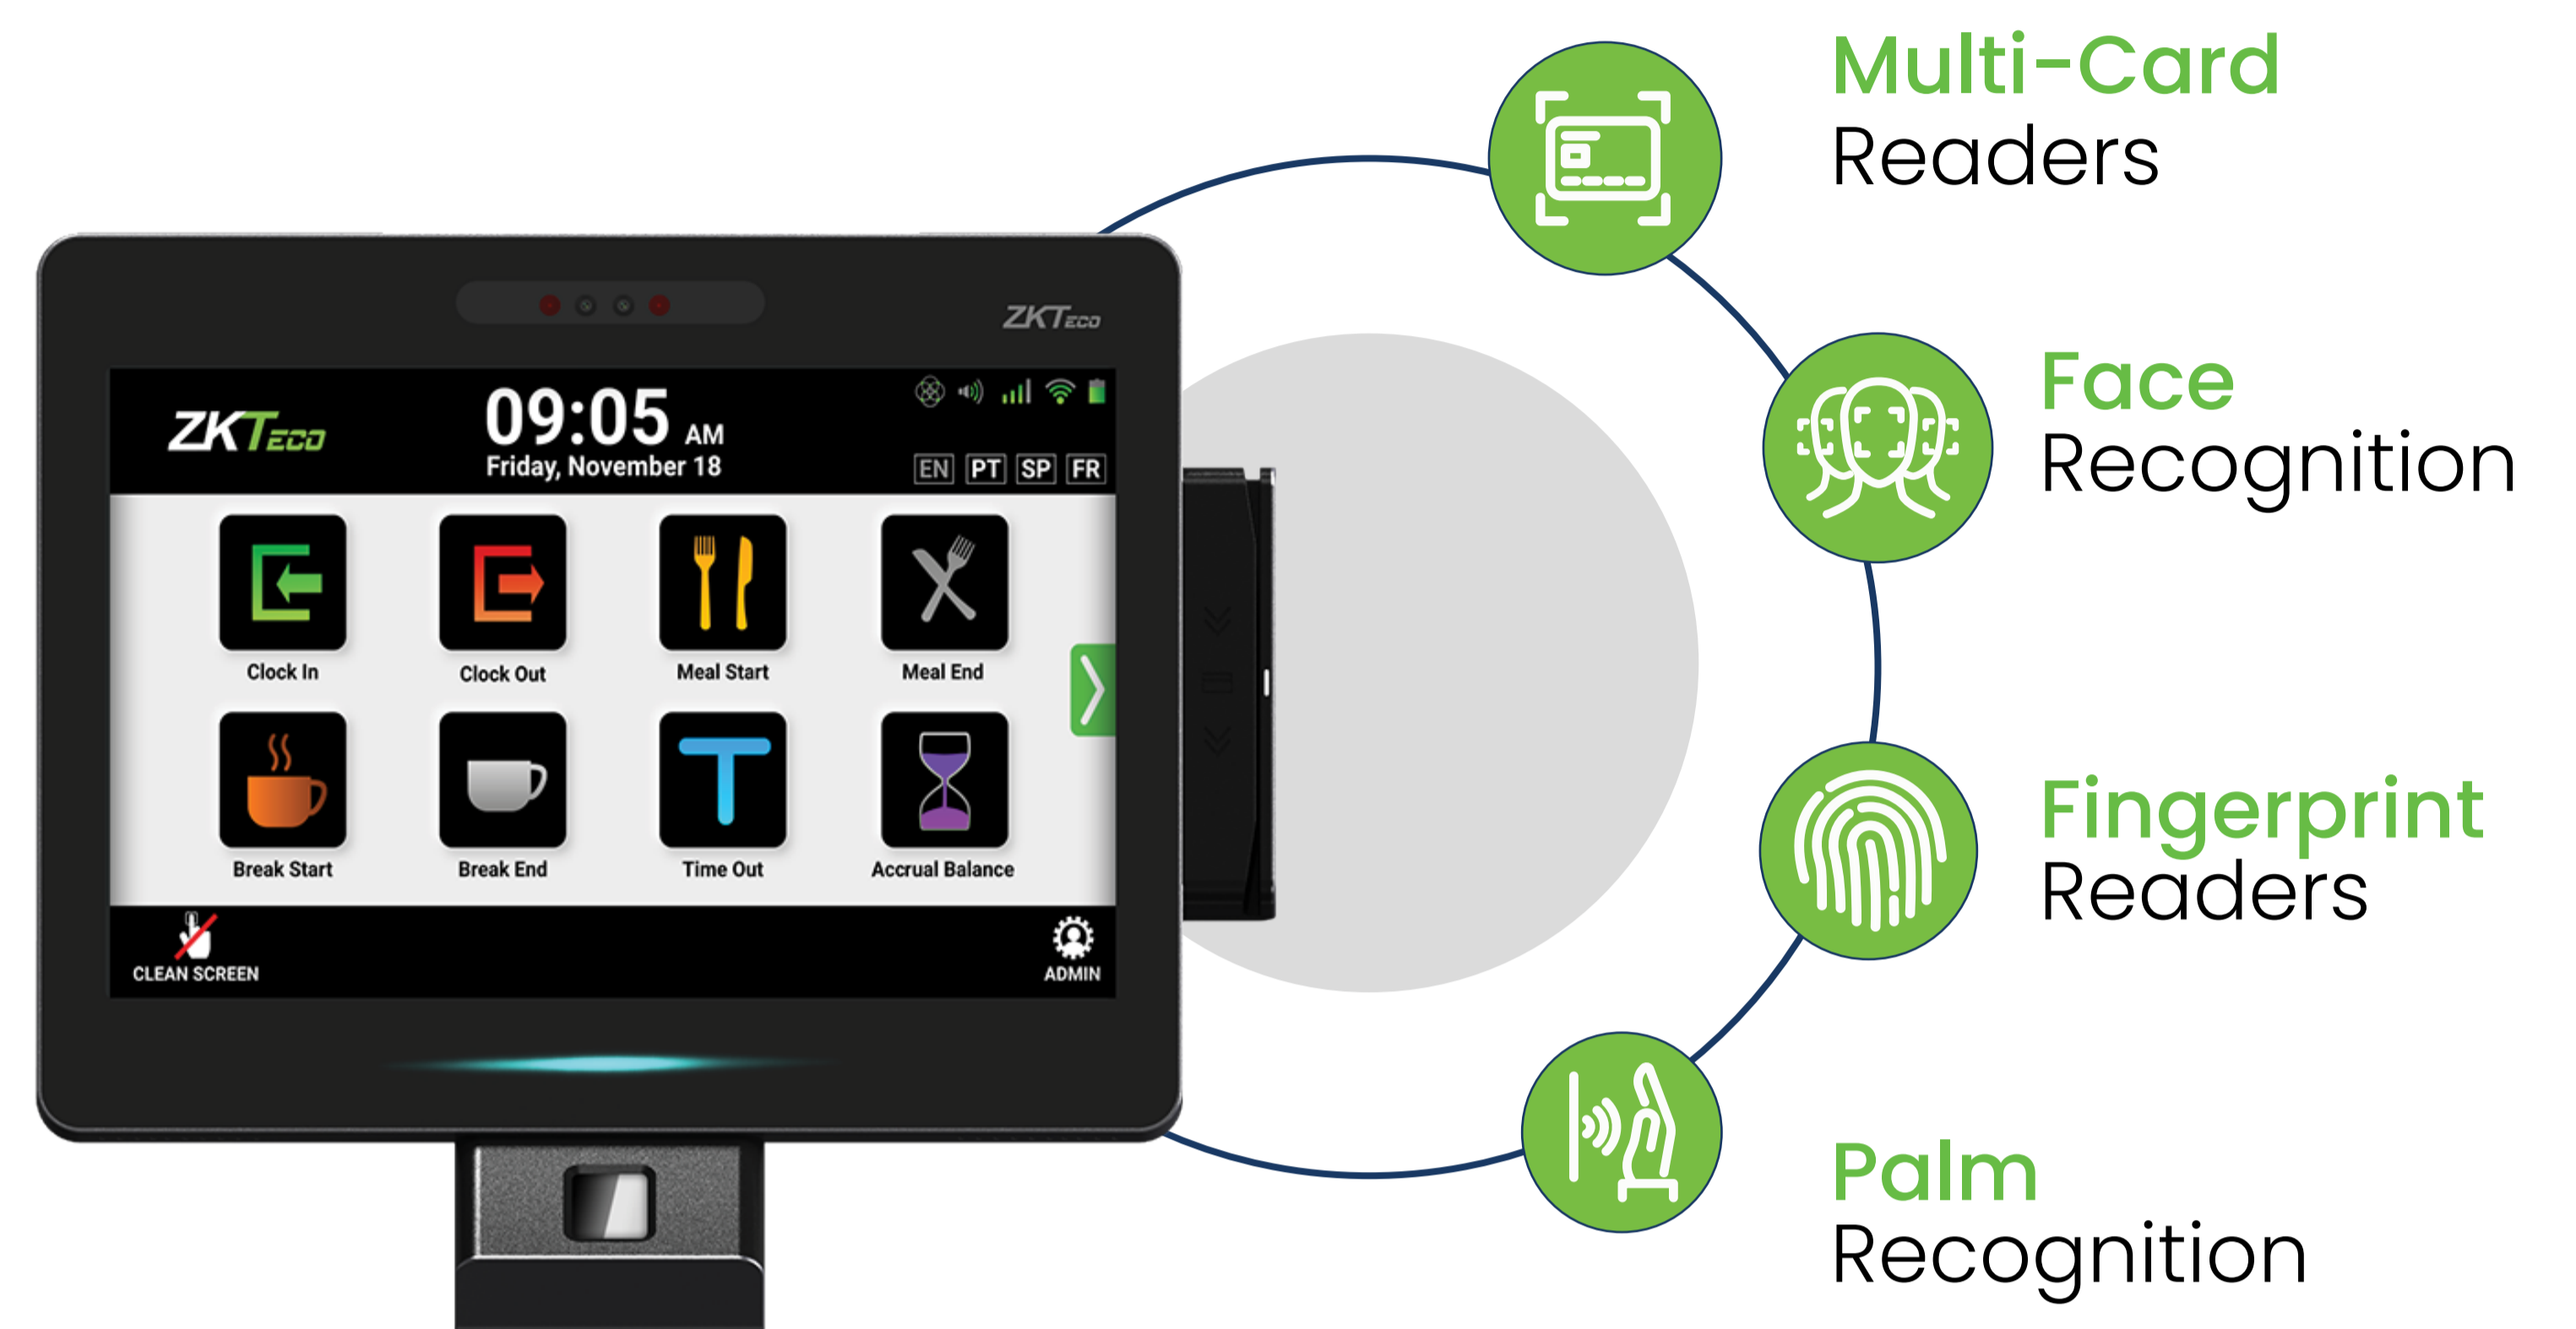 Multi-Card
Readers
ZKTECO
ZKTECO
09:05 AM
Friday, November 18
EN PT SP FR
Face
Recognition
Clock In
Clock Out
Meal Start
Meal End
Break Start
Break End
Time Out
Accrual Balance
CLEAN SCREEN
ADMIN
Fingerprint
Readers
Palm
Recognition